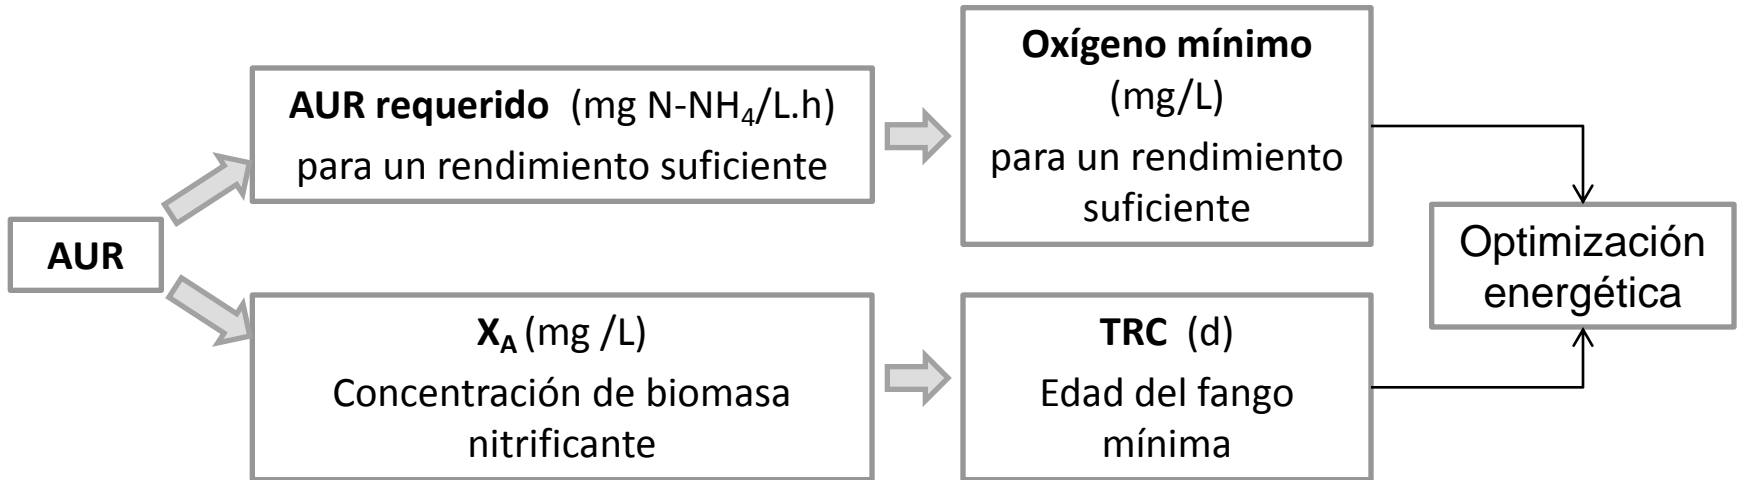 AUR
AUR requerido (mg N-NH₄/L.h)
para un rendimiento suficiente
Oxígeno mínimo
(mg/L)
para un rendimiento
suficiente
X_A (mg /L)
Concentración de biomasa
nitrificante
TRC (d)
Edad del fango
mínima
Optimización
energética